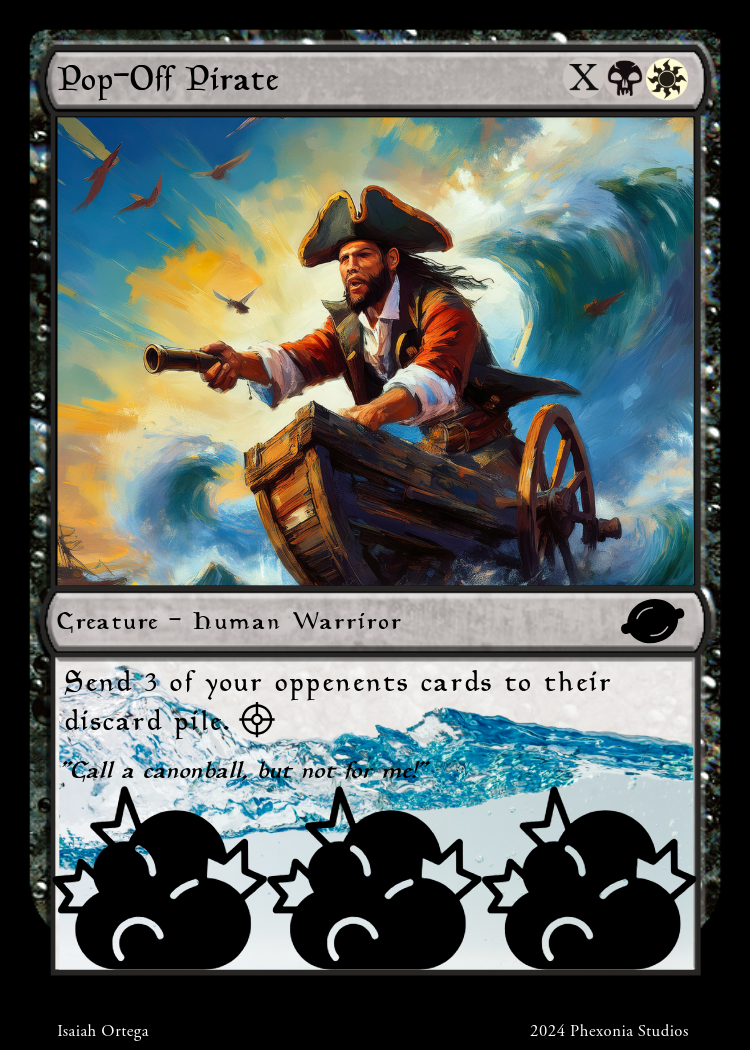 Pop-Off Pirate X
Creature - Human Warriror
Send 3 of your oppenents cards to their
discard pile.
"Call a canonball, but not for me!"
Isaiah Ortega 2024 Phexonia Studios